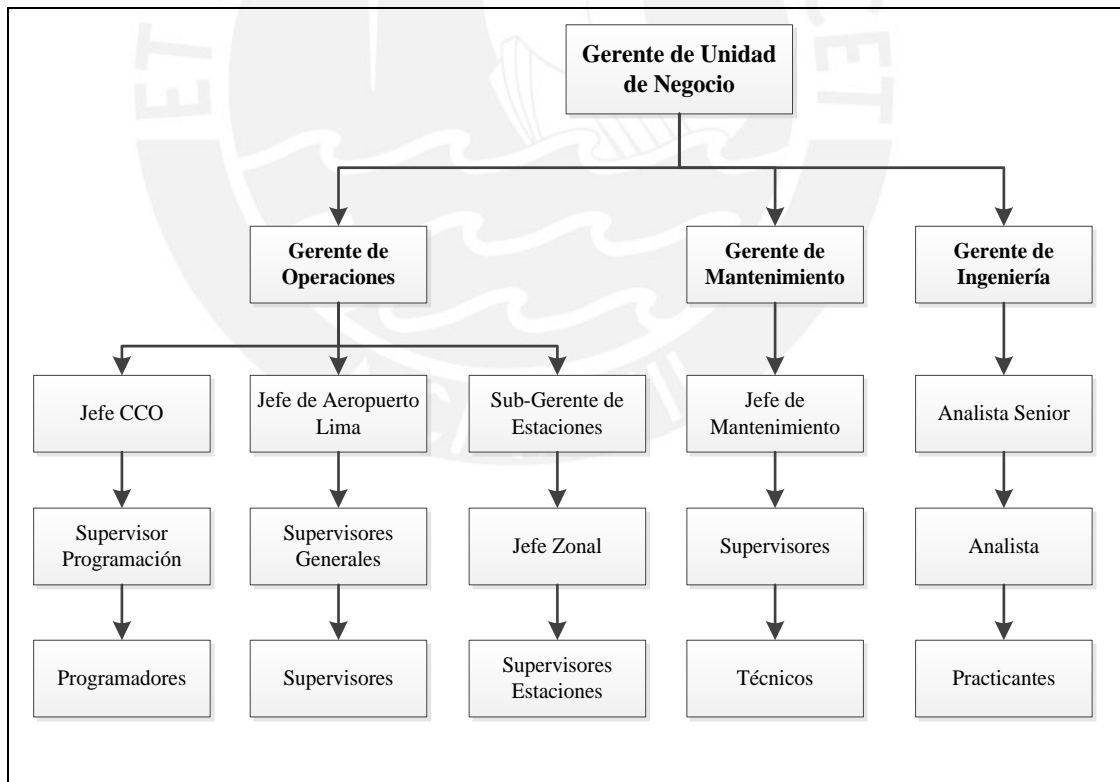 Gerente de Unidad
de Negocio
Gerente de
Operaciones
Gerente de
Mantenimiento
Gerente de
Ingeniería
Jefe CCO
Jefe de Aeropuerto
Lima
Sub-Gerente de
Estaciones
Jefe de
Mantenimiento
Analista Senior
Supervisor
Programación
Supervisores
Generales
Jefe Zonal
Supervisores
Analista
Programadores
Supervisores
Supervisores
Estaciones
Técnicos
Practicantes